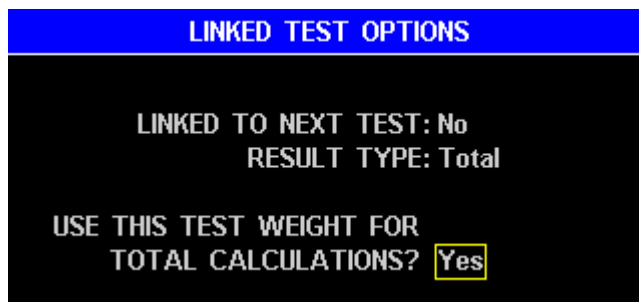 LINKED TEST OPTIONS
LINKED TO NEXT TEST: No
RESULT TYPE: Total
USE THIS TEST WEIGHT FOR
TOTAL CALCULATIONS? Yes